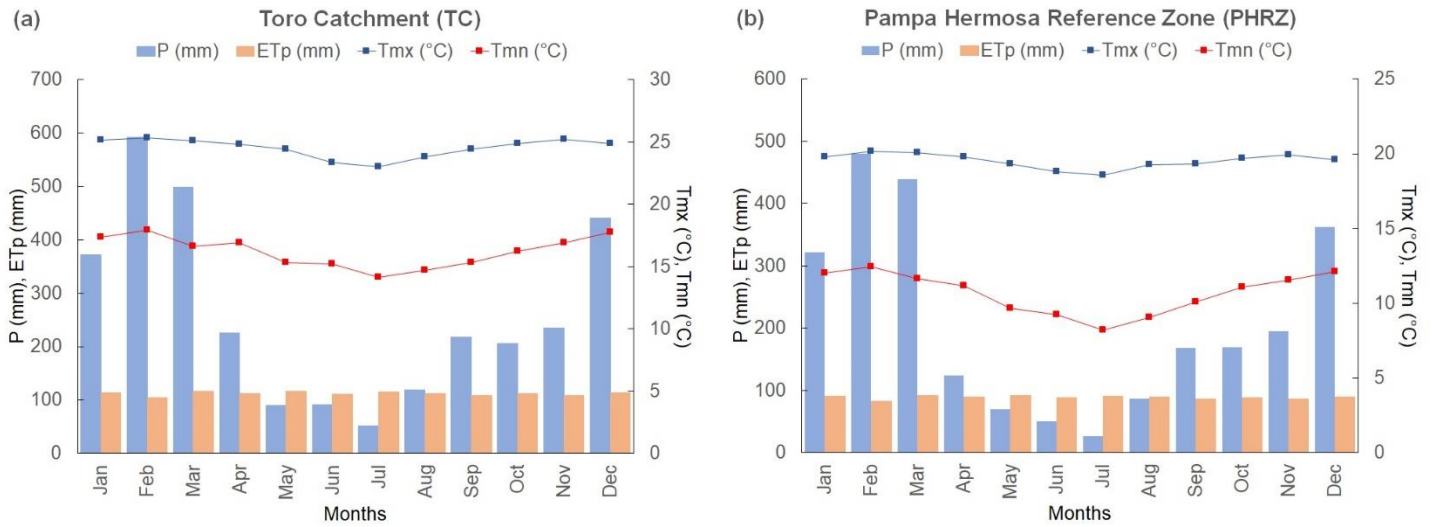 (a) Toro Catchment (TC)
P (mm) ETp (mm) Tmx (°C) Tmn (°C)
700
600
500
400
300
200
100
0
P (mm), ETp (mm)
30
25
20
15
10
5
0
Tmx (°C), Tmn (°C)
Jan Feb Mar Apr May Jun Jul Aug Sep Oct Nov Dec
Months
(b) Pampa Hermosa Reference Zone (PHRZ)
P (mm) ETp (mm) Tmx (°C) Tmn (°C)
600
500
400
300
200
100
0
P (mm), ETp (mm)
25
20
15
10
5
0
Tmx (°C), Tmn (°C)
Jan Feb Mar Apr May Jun Jul Aug Sep Oct Nov Dec
Months